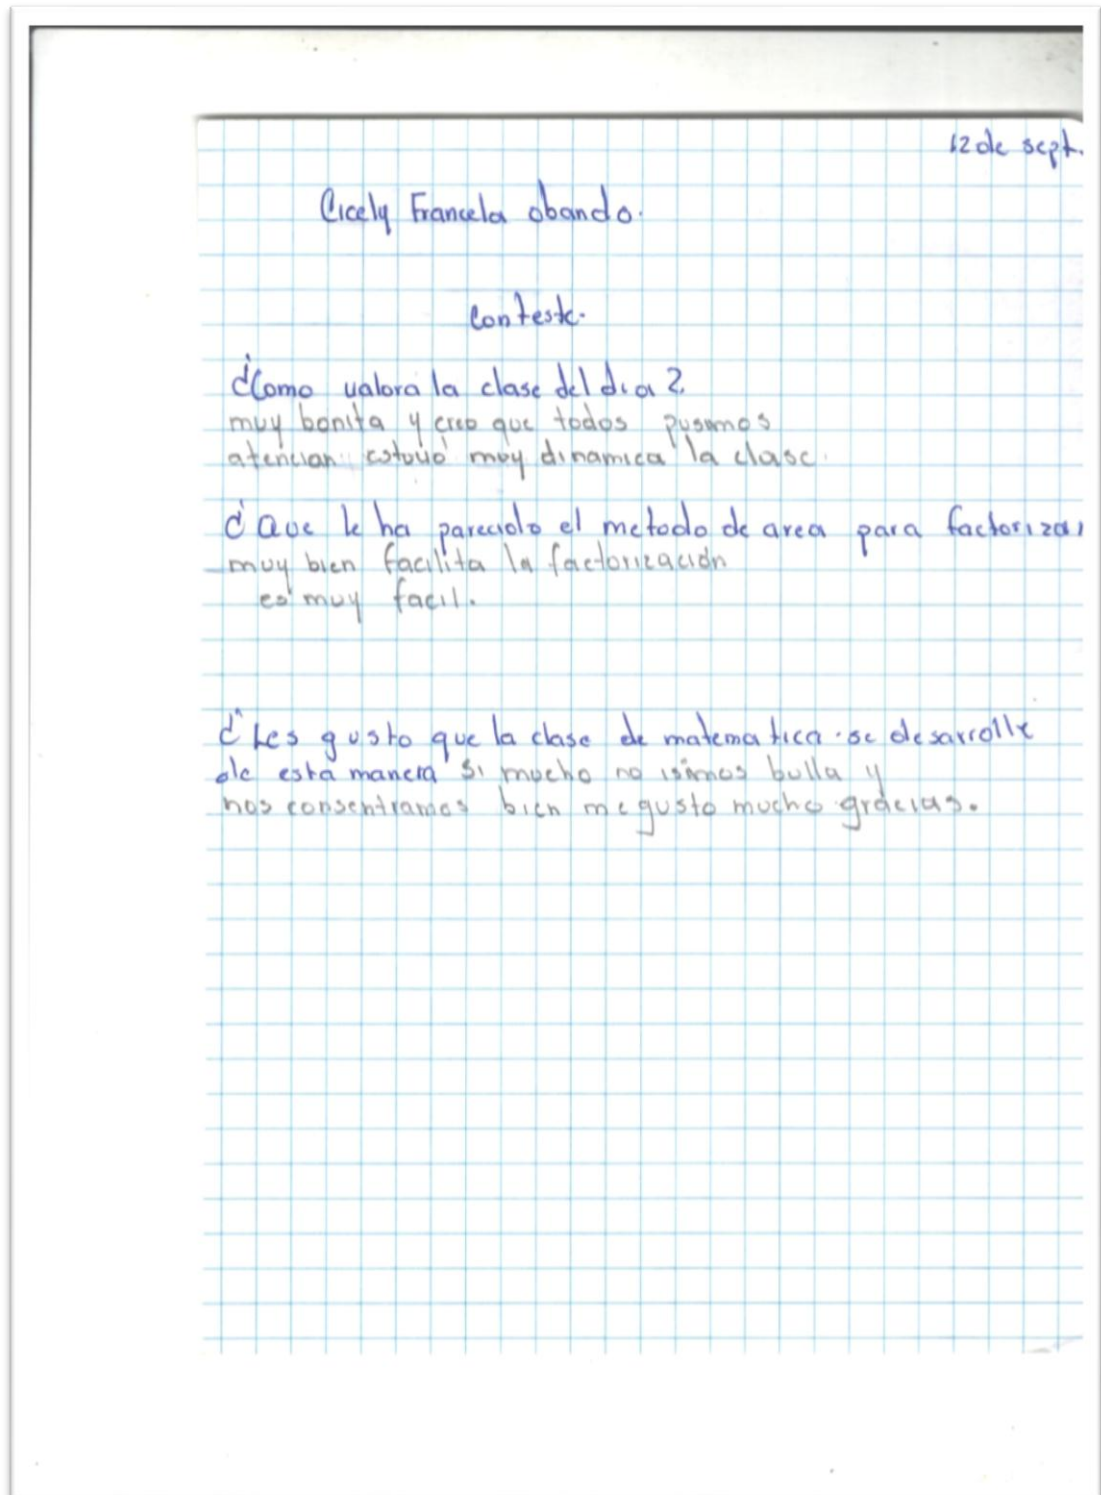 12 de sept.
Cicely Francela obando.
Conteste.
¿Como valora la clase del dia?
muy bonita y creo que todos pusimos
atencion estuvo muy dinamica la clase.
¿Que le ha parecido el metodo de area para factorizar
muy bien facilita la factorización
es muy facil.
¿Les gusto que la clase de matematica se desarrolle
de esta manera si mucho no isimos bulla y
nos consentramos bien me gusto mucho gracias.